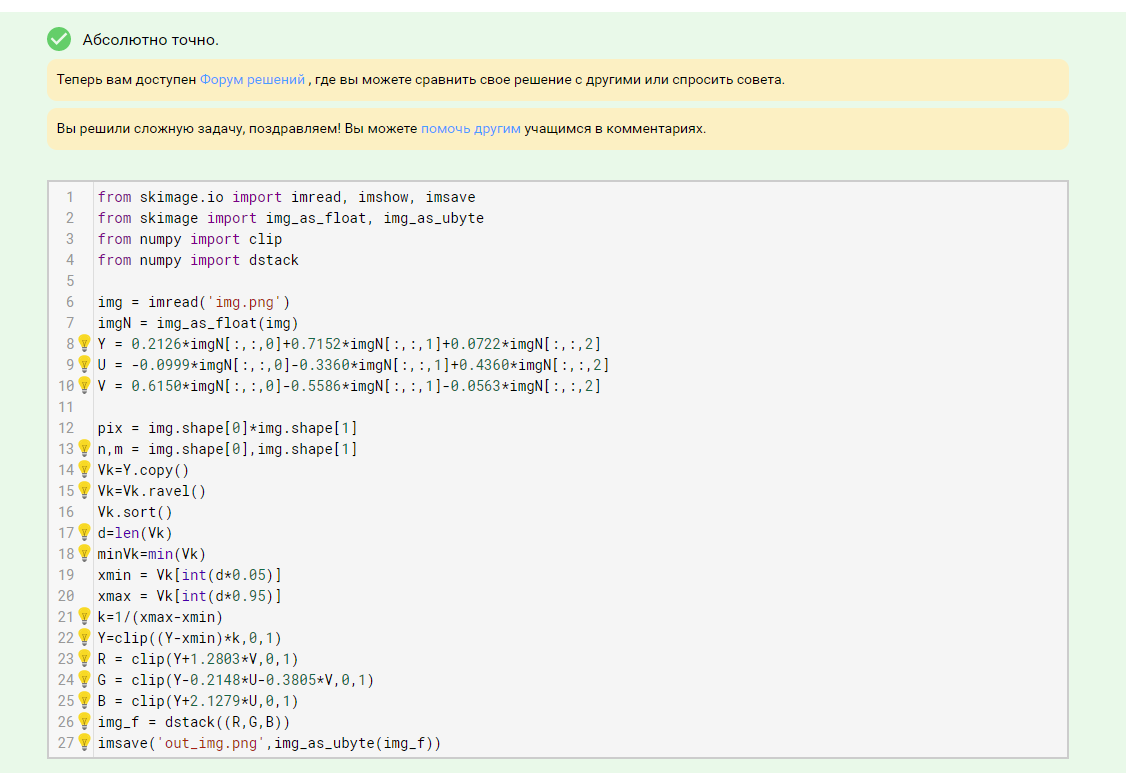 Абсолютно точно.
Теперь вам доступен Форум решений , где вы можете сравнить свое решение с другими или спросить совета.
Вы решили сложную задачу, поздравляем! Вы можете помочь другим учащимся в комментариях.
1 from skimage.io import imread, imshow, imsave
2 from skimage import img_as_float, img_as_ubyte
3 from numpy import clip
4 from numpy import dstack
5
6 img = imread('img.png')
7 imgN = img_as_float(img)
8 Y = 0.2126*imgN[:,:,0]+0.7152*imgN[:,:,1]+0.0722*imgN[:,:,2]
9 U = -0.0999*imgN[:,:,0]-0.3360*imgN[:,:,1]+0.4360*imgN[:,:,2]
10 V = 0.6150*imgN[:,:,0]-0.5586*imgN[:,:,1]-0.0563*imgN[:,:,2]
11
12 pix = img.shape[0]*img.shape[1]
13 n,m = img.shape[0],img.shape[1]
14 Vk=Y.copy()
15 Vk=Vk.ravel()
16 Vk.sort()
17 d=len(Vk)
18 minVk=min(Vk)
19 xmin = Vk[int(d*0.05)]
20 xmax = Vk[int(d*0.95)]
21 k=1/(xmax-xmin)
22 Y=clip((Y-xmin)*k,0,1)
23 R = clip(Y+1.2803*V,0,1)
24 G = clip(Y-0.2148*U-0.3805*V,0,1)
25 B = clip(Y+2.1279*U,0,1)
26 img_f = dstack((R,G,B))
27 imsave('out_img.png',img_as_ubyte(img_f))